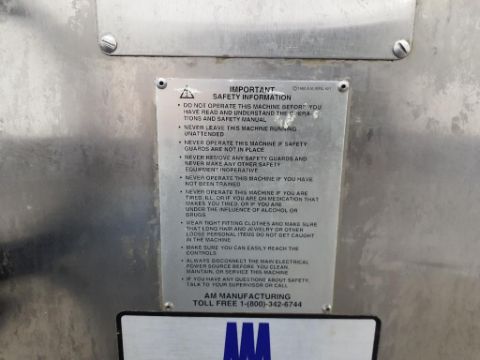 IMPORTANT
SAFETY INFORMATION
• DO NOT OPERATE THIS MACHINE BEFORE YOU
HAVE READ AND UNDERSTAND THE OPERA-
TIONS AND SAFETY MANUAL
• NEVER LEAVE THIS MACHINE RUNNING
UNATTENDED
• NEVER OPERATE THIS MACHINE IF SAFETY
GUARDS ARE NOT IN PLACE
• NEVER REMOVE ANY SAFETY GUARDS AND
NEVER MAKE ANY OTHER SAFETY
EQUIPMENT INOPERATIVE
• NEVER OPERATE THIS MACHINE IF YOU HAVE
NOT BEEN TRAINED
• NEVER OPERATE THIS MACHINE IF YOU ARE
TIRED, ILL, OR IF YOU ARE ON MEDICATION THAT
MAKES YOU TIRED, OR IF YOU ARE
UNDER THE INFLUENCE OF ALCOHOL OR
DRUGS
• WEAR TIGHT FITTING CLOTHES AND MAKE SURE
THAT LONG HAIR AND JEWELRY OR OTHER
LOOSE PERSONAL ITEMS DO NOT GET CAUGHT
IN THE MACHINE
• MAKE SURE YOU CAN EASILY REACH THE
CONTROLS
• ALWAYS DISCONNECT THE MAIN ELECTRICAL
POWER SOURCE BEFORE YOU CLEAN,
MAINTAIN, OR SERVICE THIS MACHINE
• IF YOU HAVE ANY QUESTIONS ABOUT SAFETY,
TALK TO YOUR SUPERVISOR OR CALL
AM MANUFACTURING
TOLL FREE 1-(800)-342-6744